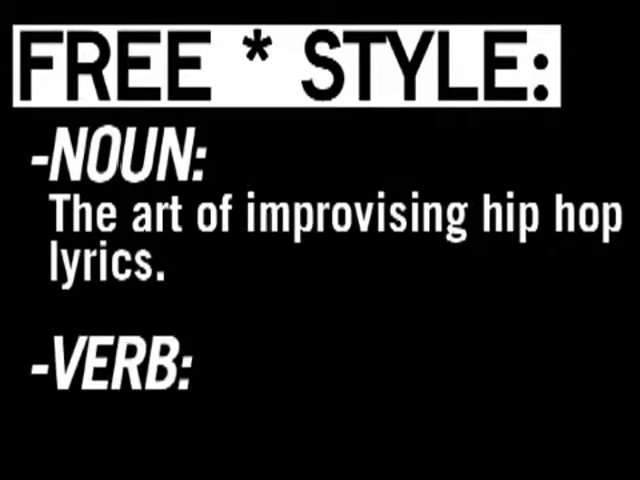 FREE * STYLE:
-NOUN:
The art of improvising hip hop
lyrics.
-VERB: